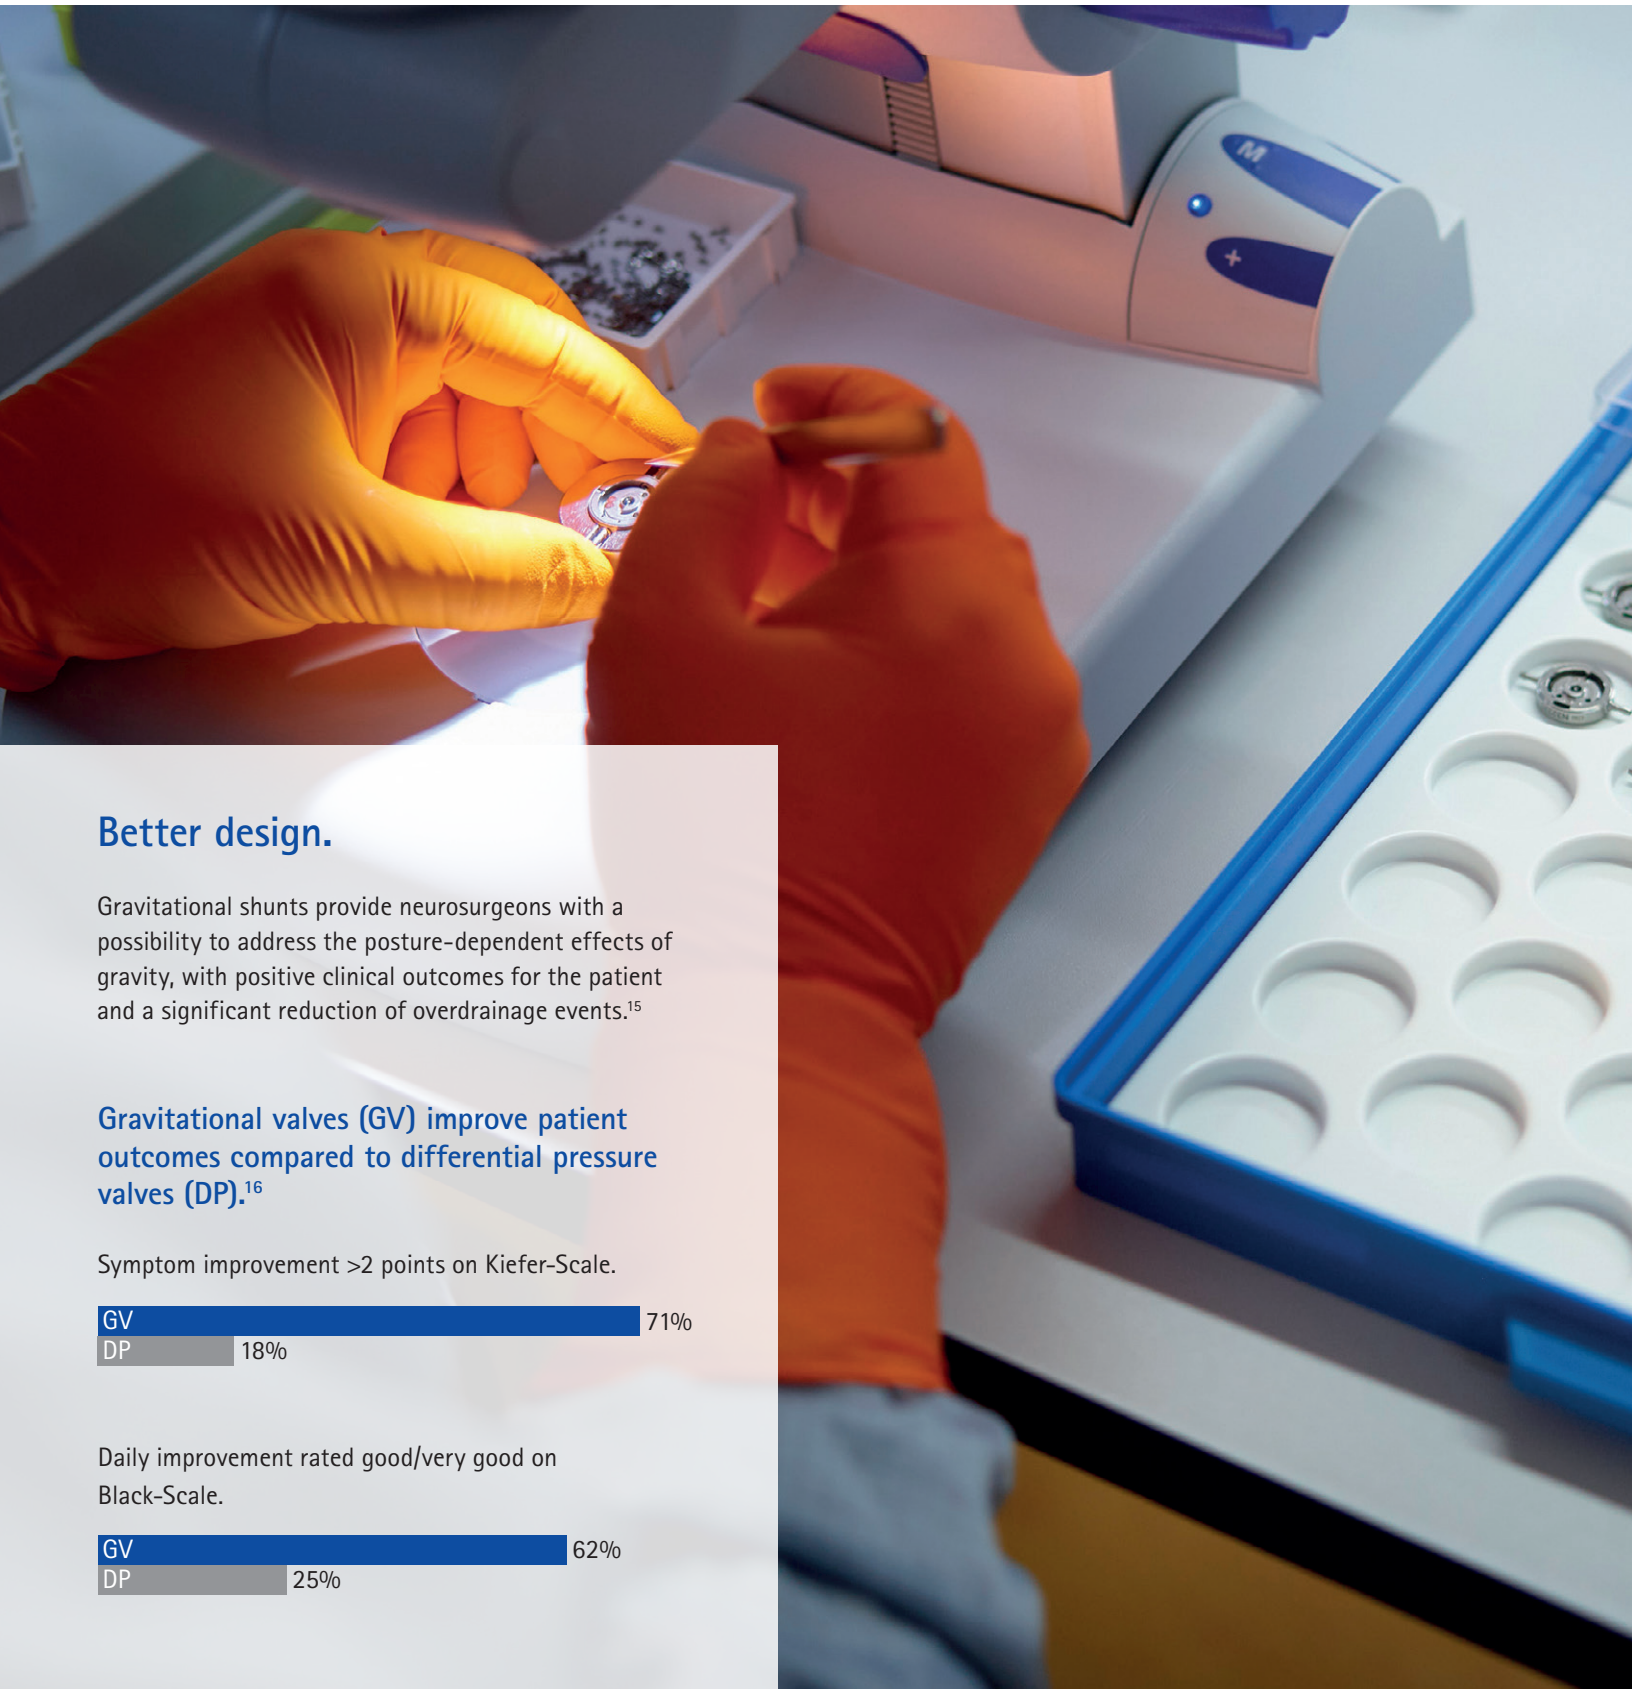 M
+
Better design.
Gravitational shunts provide neurosurgeons with a
possibility to address the posture-dependent effects of
gravity, with positive clinical outcomes for the patient
and a significant reduction of overdrainage events.15
Gravitational valves (GV) improve patient
outcomes compared to differential pressure
valves (DP).16
Symptom improvement >2 points on Kiefer-Scale.
GV 71%
DP 18%
Daily improvement rated good/very good on
Black-Scale.
GV 62%
DP 25%